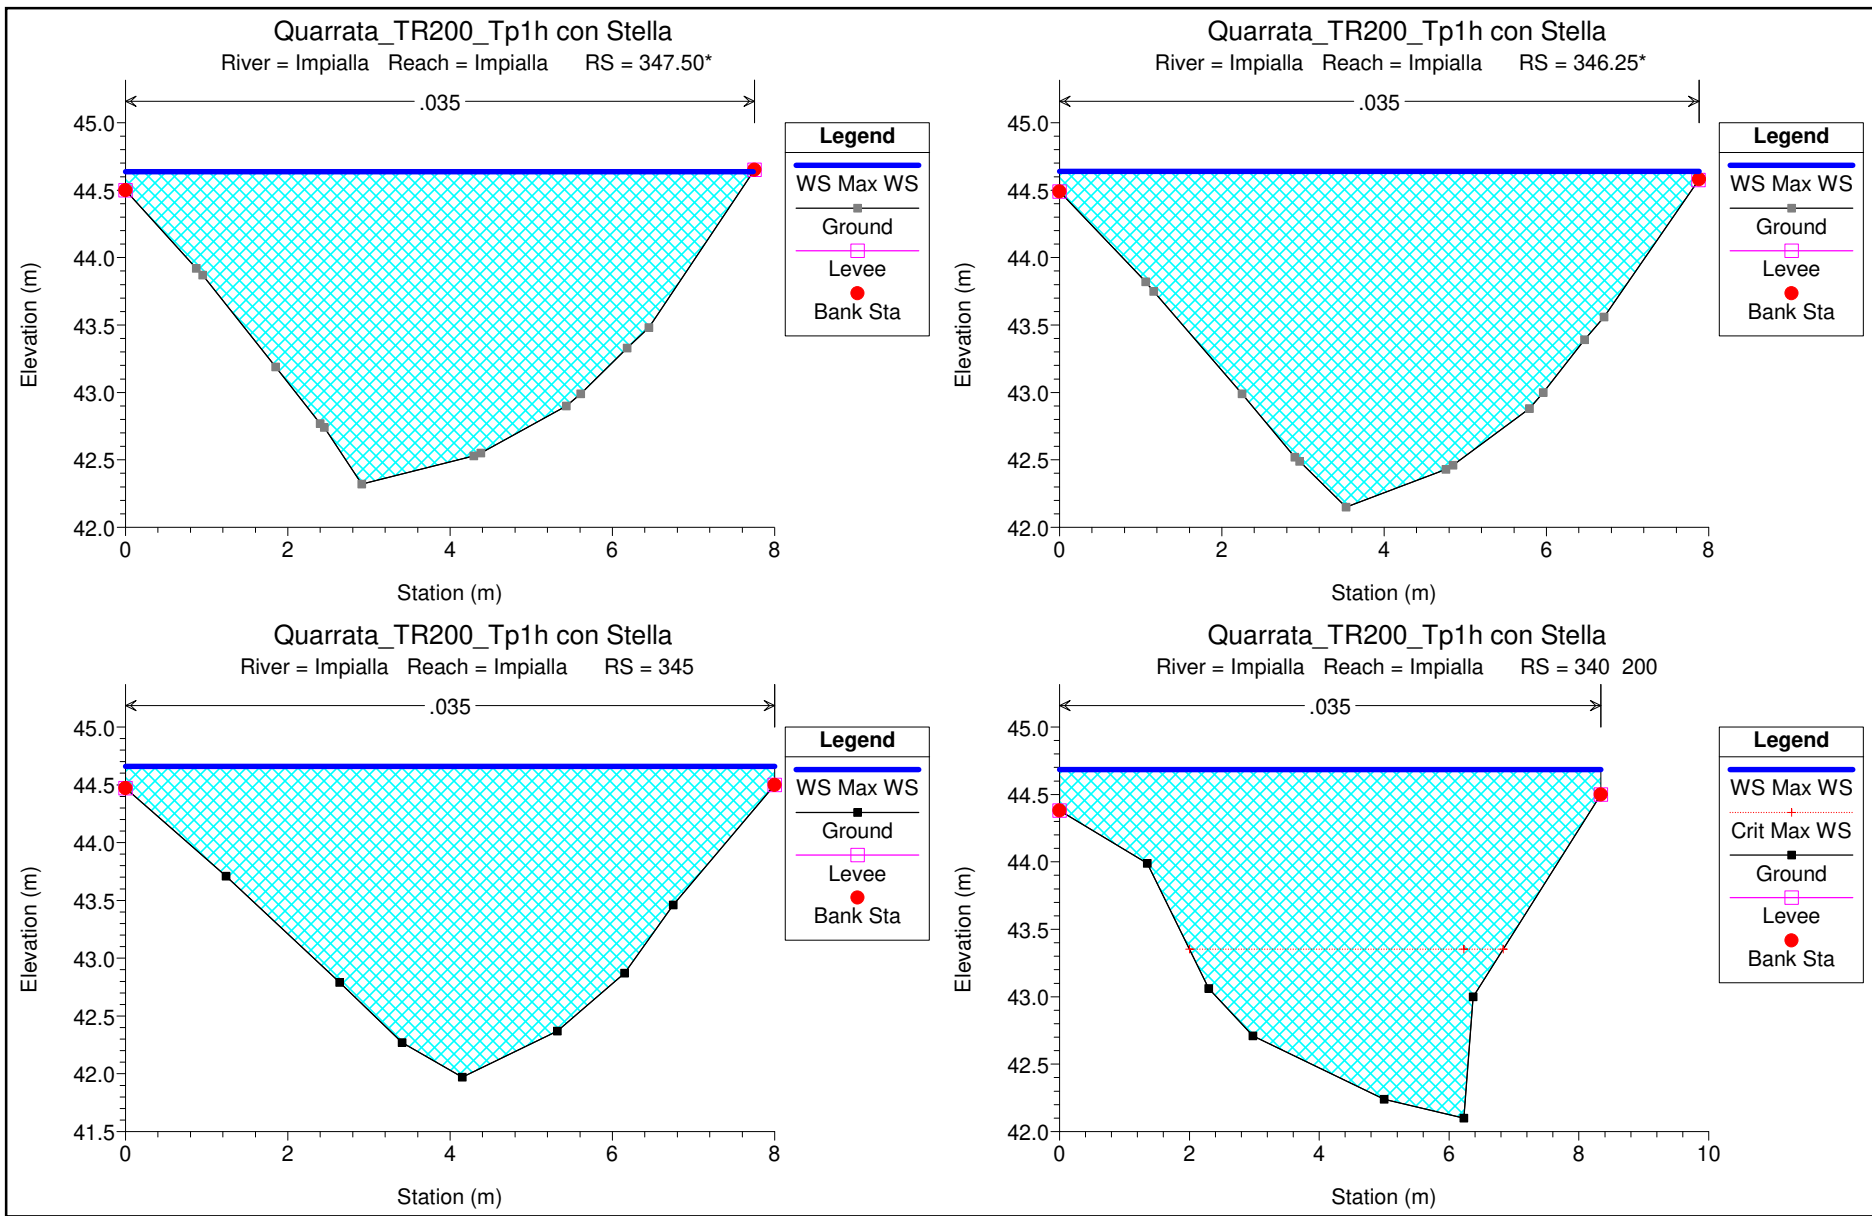 Quarrata_TR200_Tp1h con Stella
River = Impialla Reach = Impialla RS = 347.50*
.035
45.0
44.5
44.0
43.5
43.0
42.5
42.0
0 2 4 6 8
Elevation (m)
Station (m)
Legend
WS Max WS
Ground
Levee
Bank Sta
Quarrata_TR200_Tp1h con Stella
River = Impialla Reach = Impialla RS = 346.25*
.035
45.0
44.5
44.0
43.5
43.0
42.5
42.0
0 2 4 6 8
Elevation (m)
Station (m)
Legend
WS Max WS
Ground
Levee
Bank Sta
Quarrata_TR200_Tp1h con Stella
River = Impialla Reach = Impialla RS = 345
.035
45.0
44.5
44.0
43.5
43.0
42.5
42.0
41.5
0 2 4 6 8
Elevation (m)
Station (m)
Legend
WS Max WS
Ground
Levee
Bank Sta
Quarrata_TR200_Tp1h con Stella
River = Impialla Reach = Impialla RS = 340 200
.035
45.0
44.5
44.0
43.5
43.0
42.5
42.0
0 2 4 6 8 10
Elevation (m)
Station (m)
Legend
WS Max WS
Crit Max WS
Ground
Levee
Bank Sta